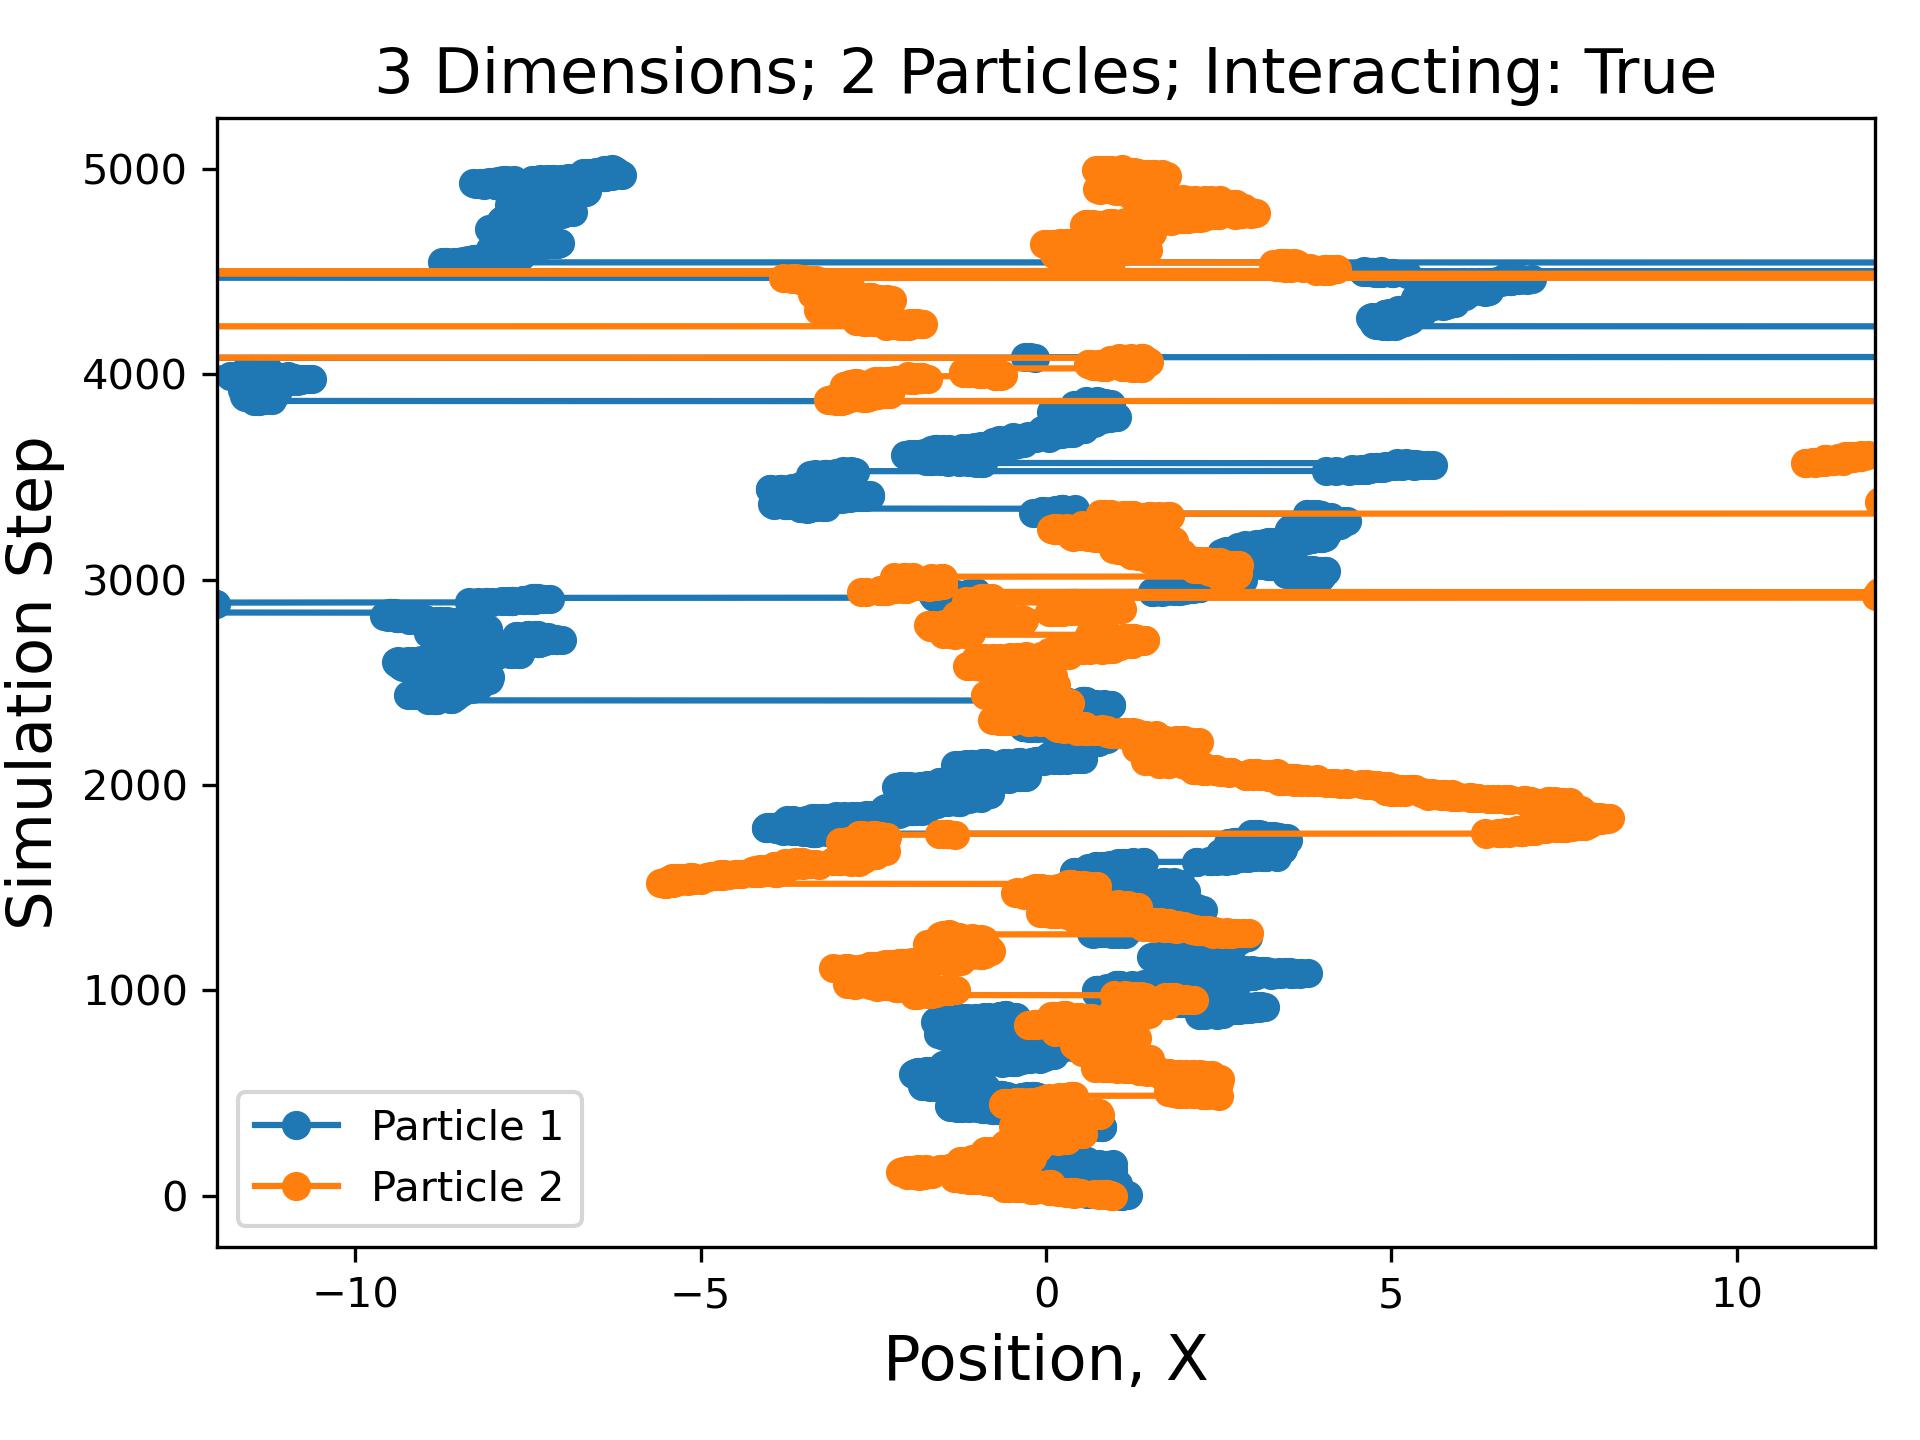 3 Dimensions; 2 Particles; Interacting: True
Simulation Step
5000
4000
3000
2000
1000
0
Particle 1
Particle 2
−10
−5
0
5
10
Position, X